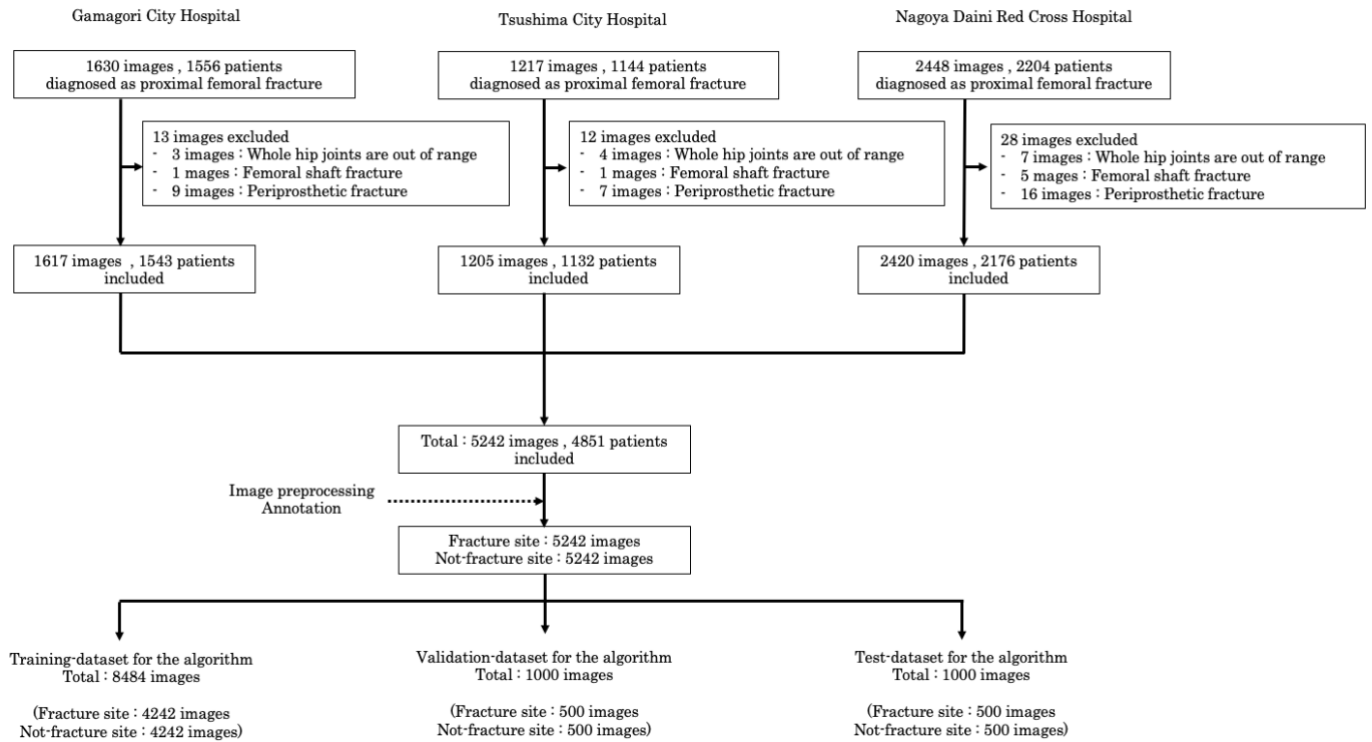 Gamagori City Hospital
Tsushima City Hospital
Nagoya Daini Red Cross Hospital
1630 images , 1556 patients
diagnosed as proximal femoral fracture
1217 images , 1144 patients
diagnosed as proximal femoral fracture
2448 images , 2204 patients
diagnosed as proximal femoral fracture
13 images excluded
- 3 images : Whole hip joints are out of range
- 1 mages : Femoral shaft fracture
- 9 images : Periprosthetic fracture
12 images excluded
- 4 images : Whole hip joints are out of range
- 1 mages : Femoral shaft fracture
- 7 images : Periprosthetic fracture
28 images excluded
- 7 images : Whole hip joints are out of range
- 5 mages : Femoral shaft fracture
- 16 images : Periprosthetic fracture
1617 images , 1543 patients
included
1205 images , 1132 patients
included
2420 images , 2176 patients
included
Total : 5242 images , 4851 patients
included
Image preprocessing
Annotation
Fracture site : 5242 images
Not-fracture site : 5242 images
Training-dataset for the algorithm
Total : 8484 images
(Fracture site : 4242 images
Not-fracture site : 4242 images)
Validation-dataset for the algorithm
Total : 1000 images
(Fracture site : 500 images
Not-fracture site : 500 images)
Test-dataset for the algorithm
Total : 1000 images
(Fracture site : 500 images
Not-fracture site : 500 images)